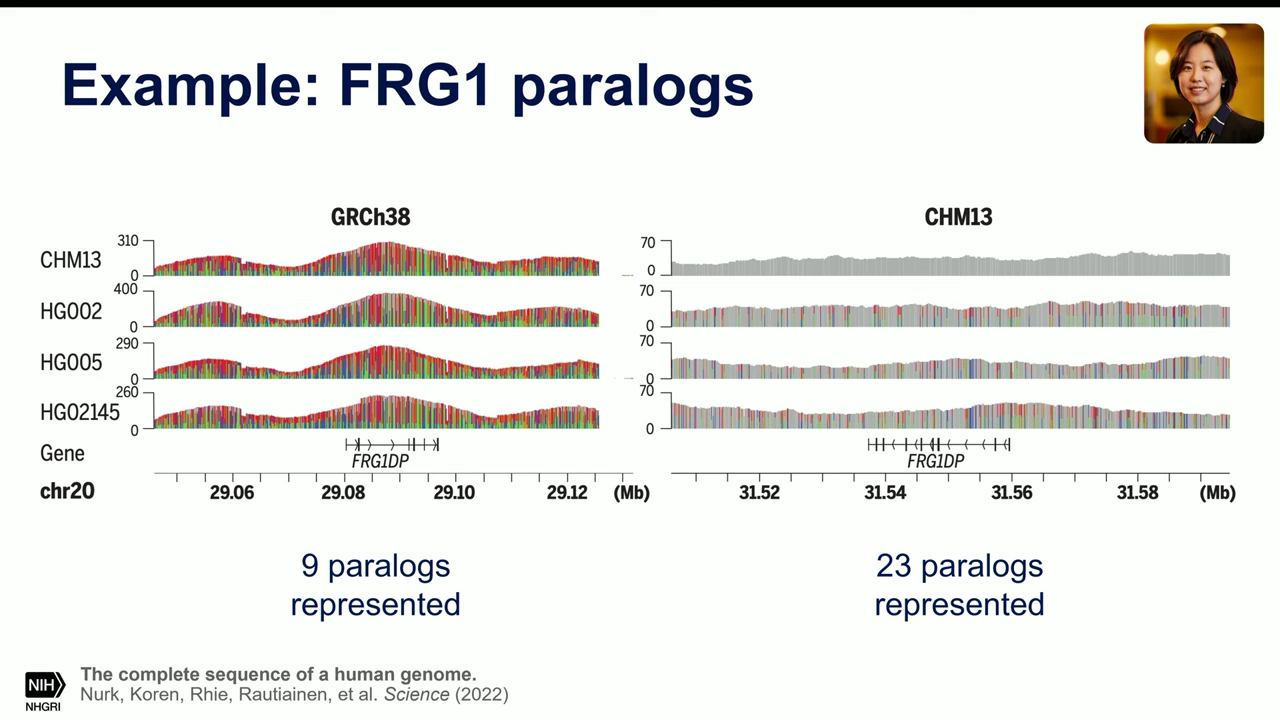 Example: FRG1 paralogs
GRCh38
CHM13
CHM13
310
0
70
0
HG002
400
0
70
0
HG005
290
0
70
0
HG02145
260
0
70
0
Gene
FRG1DP
FRG1DP
chr20
29.06
29.08
29.10
29.12
(Mb)
31.52
31.54
31.56
31.58
(Mb)
9 paralogs
represented
23 paralogs
represented
NIH
NHGRI
The complete sequence of a human genome.
Nurk, Koren, Rhie, Rautiainen, et al. Science (2022)